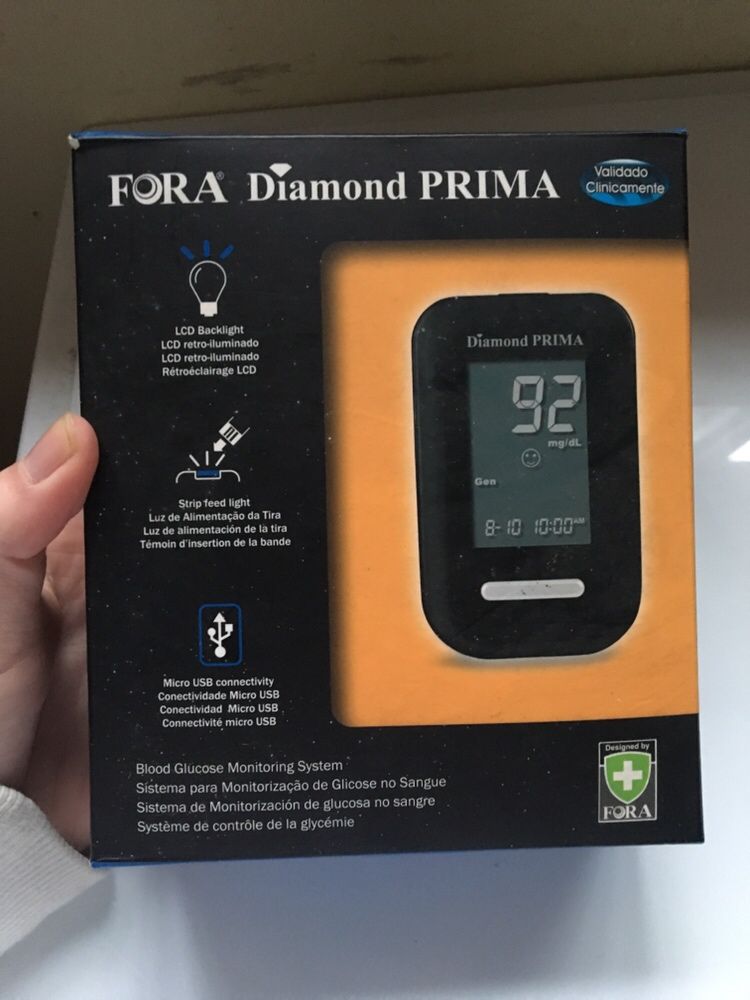 FORA® Diamond PRIMA
Validado
Clinicamente
LCD Backlight
LCD retro-iluminado
LCD retro-iluminado
Rétroéclairage LCD
Strip feed light
Luz de Alimentação da Tira
Luz de alimentación de la tira
Témoin d'insertion de la bande
Micro USB connectivity
Conectividade Micro USB
Conectividad Micro USB
Connectivité micro USB
Diamond PRIMA
92
mg/dL
Gen
8-10 10:00AM
Blood Glucose Monitoring System
Sistema para Monitorização de Glicose no Sangue
Sistema de Monitorización de glucosa no sangre
Système de contrôle de la glycémie
Designed by
FORA